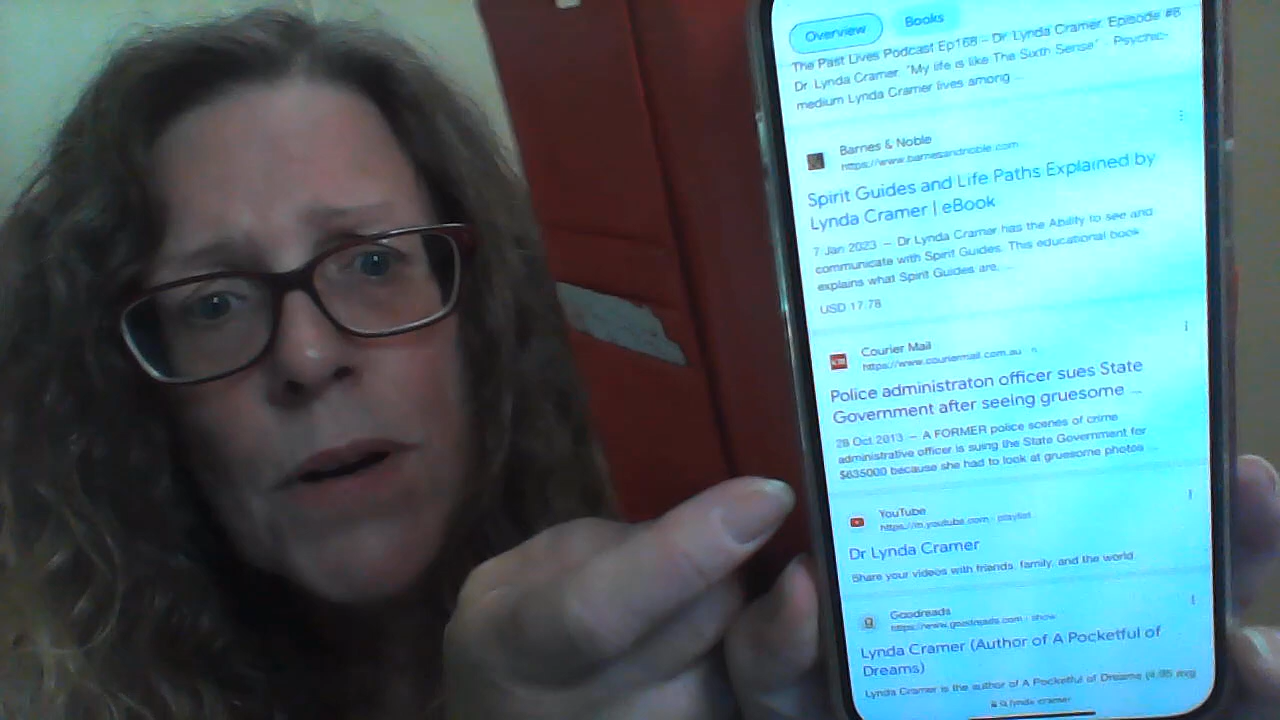 Overview
Books
The Past Lives Podcast Ep168 – Dr Lynda Cramer. Episode #6
Dr Lynda Cramer. "My life is like The Sixth Sense" . Psychic-
medium Lynda Cramer lives among ...
Barnes & Noble
https://www.barnesandnoble.com
Spirit Guides and Life Paths Explained by
Lynda Cramer | eBook
7 Jan 2023 — Dr Lynda Cramer has the Ability to see and
communicate with Spirit Guides. This educational book
explains what Spirit Guides are, ...
USD 17.78
Courier Mail
https://www.couriermail.com.au
Police administraton officer sues State
Government after seeing gruesome ...
28 Oct 2013 — A FORMER police scenes of crime
administrative officer is suing the State Government for
$635000 because she had to look at gruesome photos ...
YouTube
https://m.youtube.com › playlist
Dr Lynda Cramer
Share your videos with friends, family, and the world.
Goodreads
https://www.goodreads.com › show
Lynda Cramer (Author of A Pocketful of
Dreams)
Lynda Cramer is the author of A Pocketful of Dreams (4.95 avg
lynda cramer